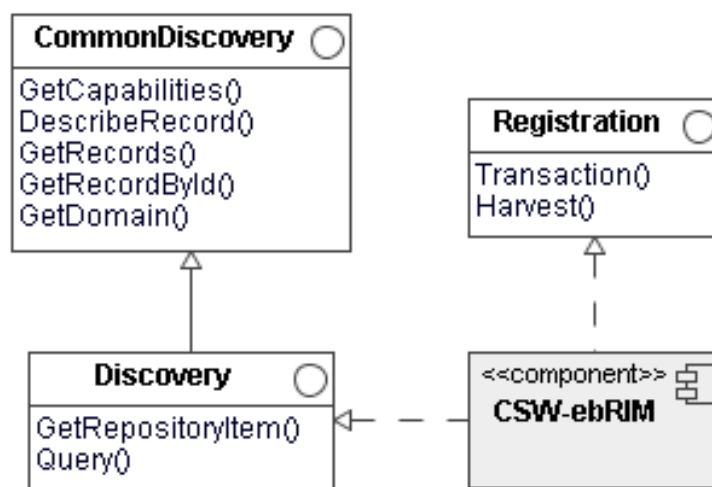 CommonDiscovery
GetCapabilities()
DescribeRecord()
GetRecords()
GetRecordById()
GetDomain()
Registration
Transaction()
Harvest()
Discovery
GetRepositoryItem()
Query()
<<component>>
CSW-ebRIM